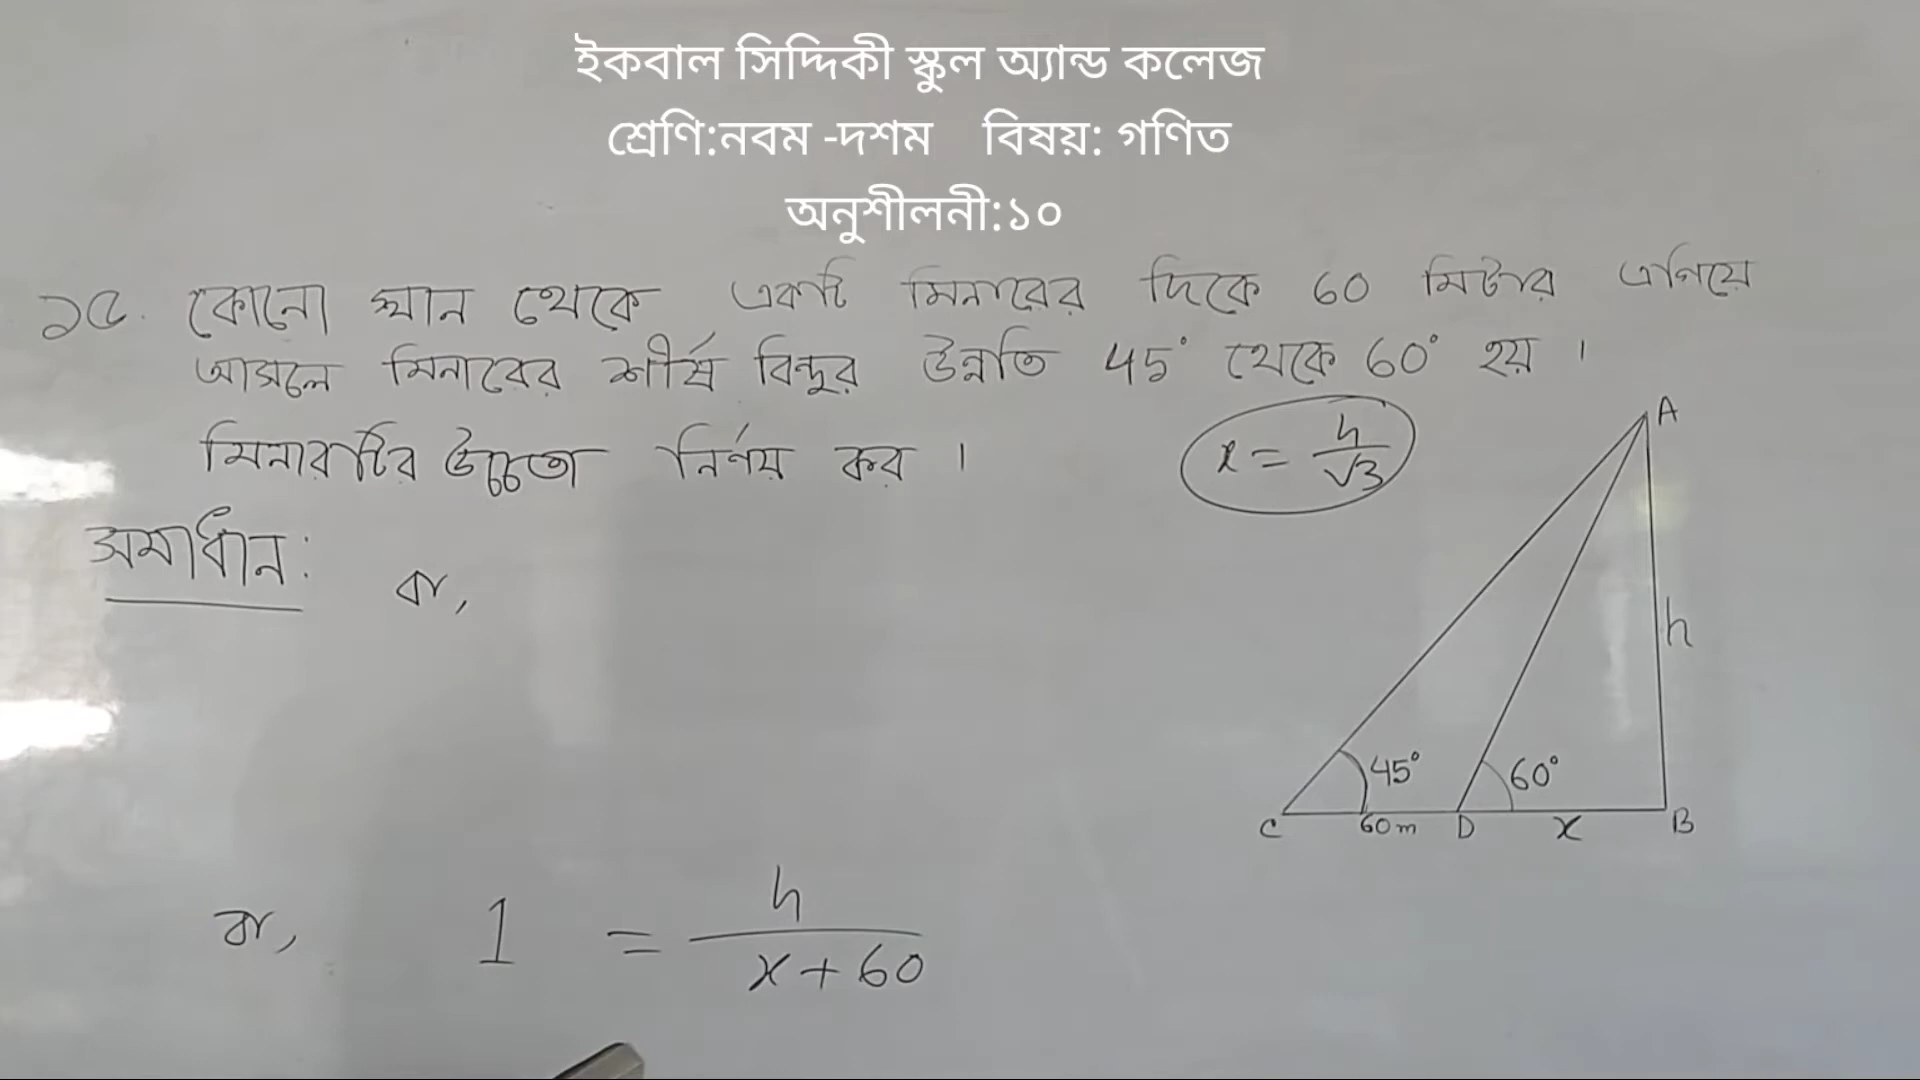 ইকবাল সিদ্দিকী স্কুল অ্যান্ড কলেজ
শ্রেণি:নবম -দশম বিষয়: গণিত
অনুশীলনী:১০
১৫. কোনো স্থান থেকে একটি মিনারের দিকে 60 মিটার এগিয়ে
আসলে মিনারের শীর্ষ বিন্দুর উন্নতি 45° থেকে 60° হয় ।
মিনারটির উচ্চতা নির্ণয় কর ।
x = h/√3
সমাধান:
বা,
A
h
45°
60°
C 60m D x B
বা, 1 = h/(x+60)